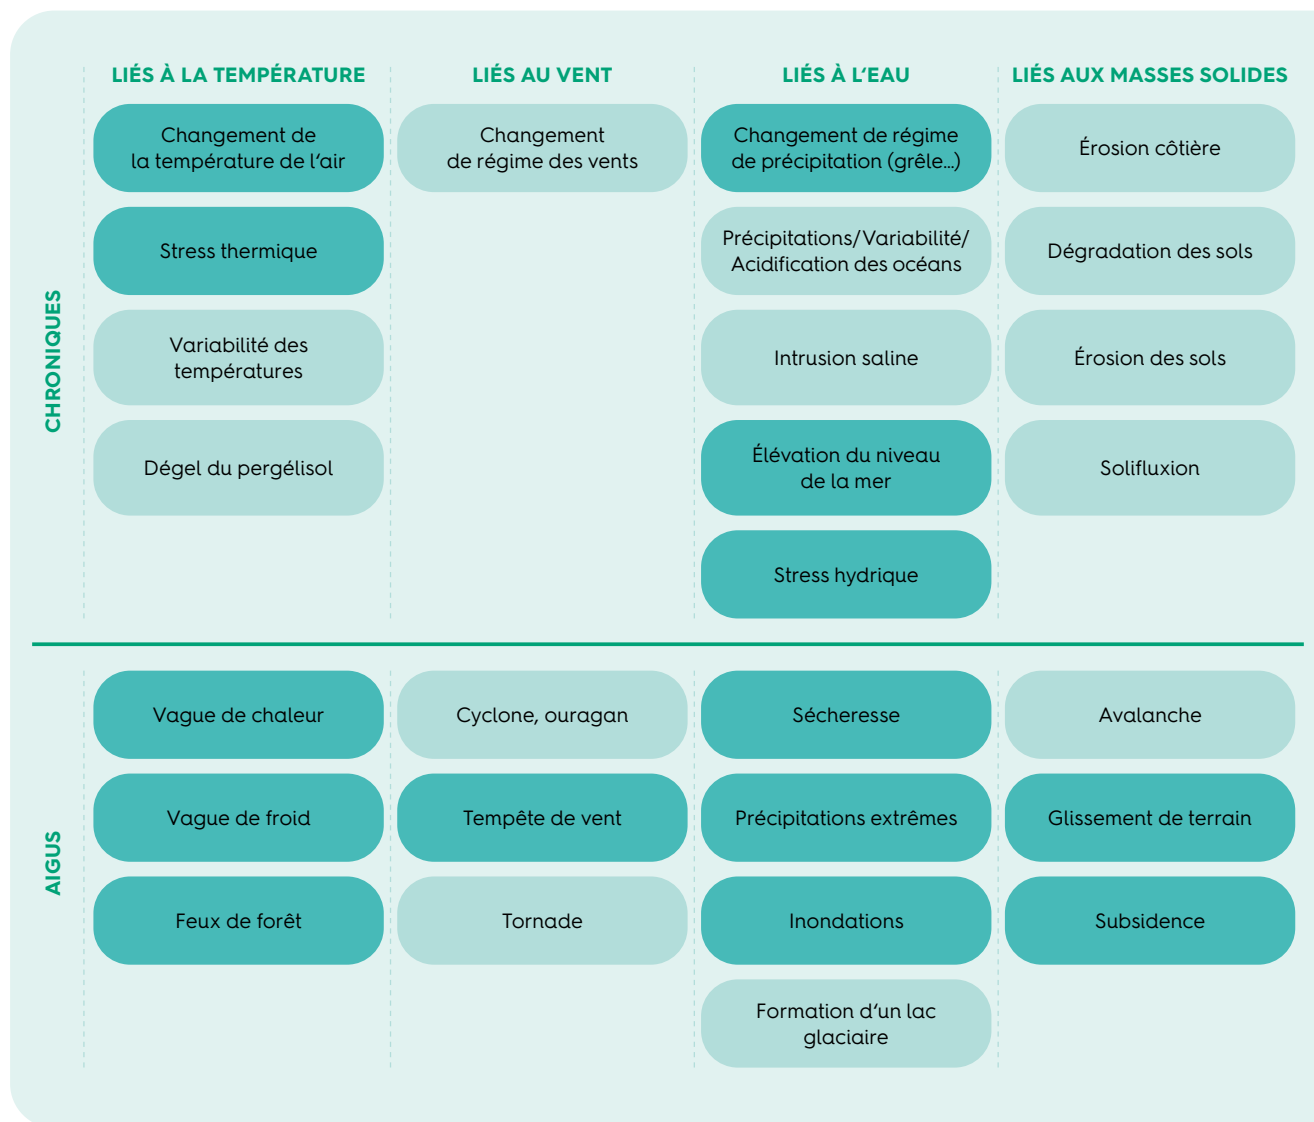 LIÉS À LA TEMPÉRATURE
LIÉS AU VENT
LIÉS À L’EAU
LIÉS AUX MASSES SOLIDES
CHRONIQUES
Changement de
la température de l’air
Changement
de régime des vents
Changement de régime
de précipitation (grêle...)
Érosion côtière
Stress thermique
Précipitations/Variabilité/
Acidification des océans
Dégradation des sols
Variabilité des
températures
Intrusion saline
Érosion des sols
Dégel du pergélisol
Élévation du niveau
de la mer
Solifluxion
Stress hydrique
AIGUS
Vague de chaleur
Cyclone, ouragan
Sécheresse
Avalanche
Vague de froid
Tempête de vent
Précipitations extrêmes
Glissement de terrain
Feux de forêt
Tornade
Inondations
Subsidence
Formation d’un lac
glaciaire